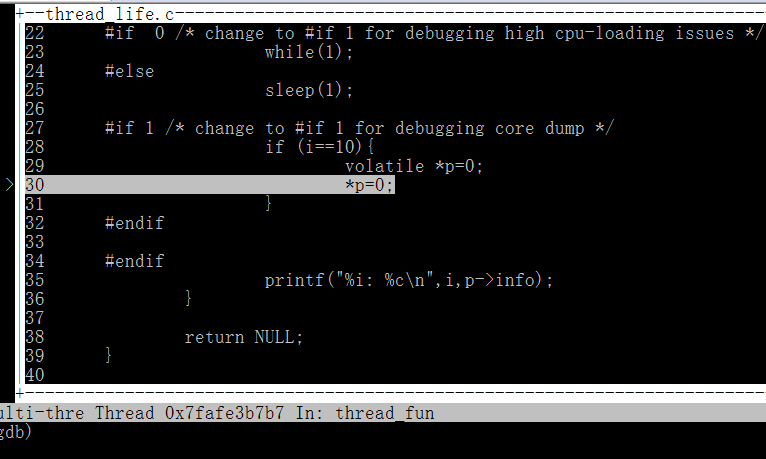 thread_life.c
22 #if 0 /* change to #if 1 for debugging high cpu-loading issues */
23 while(1);
24 #else
25 sleep(1);
26
27 #if 1 /* change to #if 1 for debugging core dump */
28 if (i==10){
29 volatile *p=0;
> 30 *p=0;
31 }
32 #endif
33
34 #endif
35 printf("%i: %c\n",i,p->info);
36 }
37
38 return NULL;
39 }
40
ulti-thre Thread 0x7fafe3b7b7 In: thread_fun
gdb)